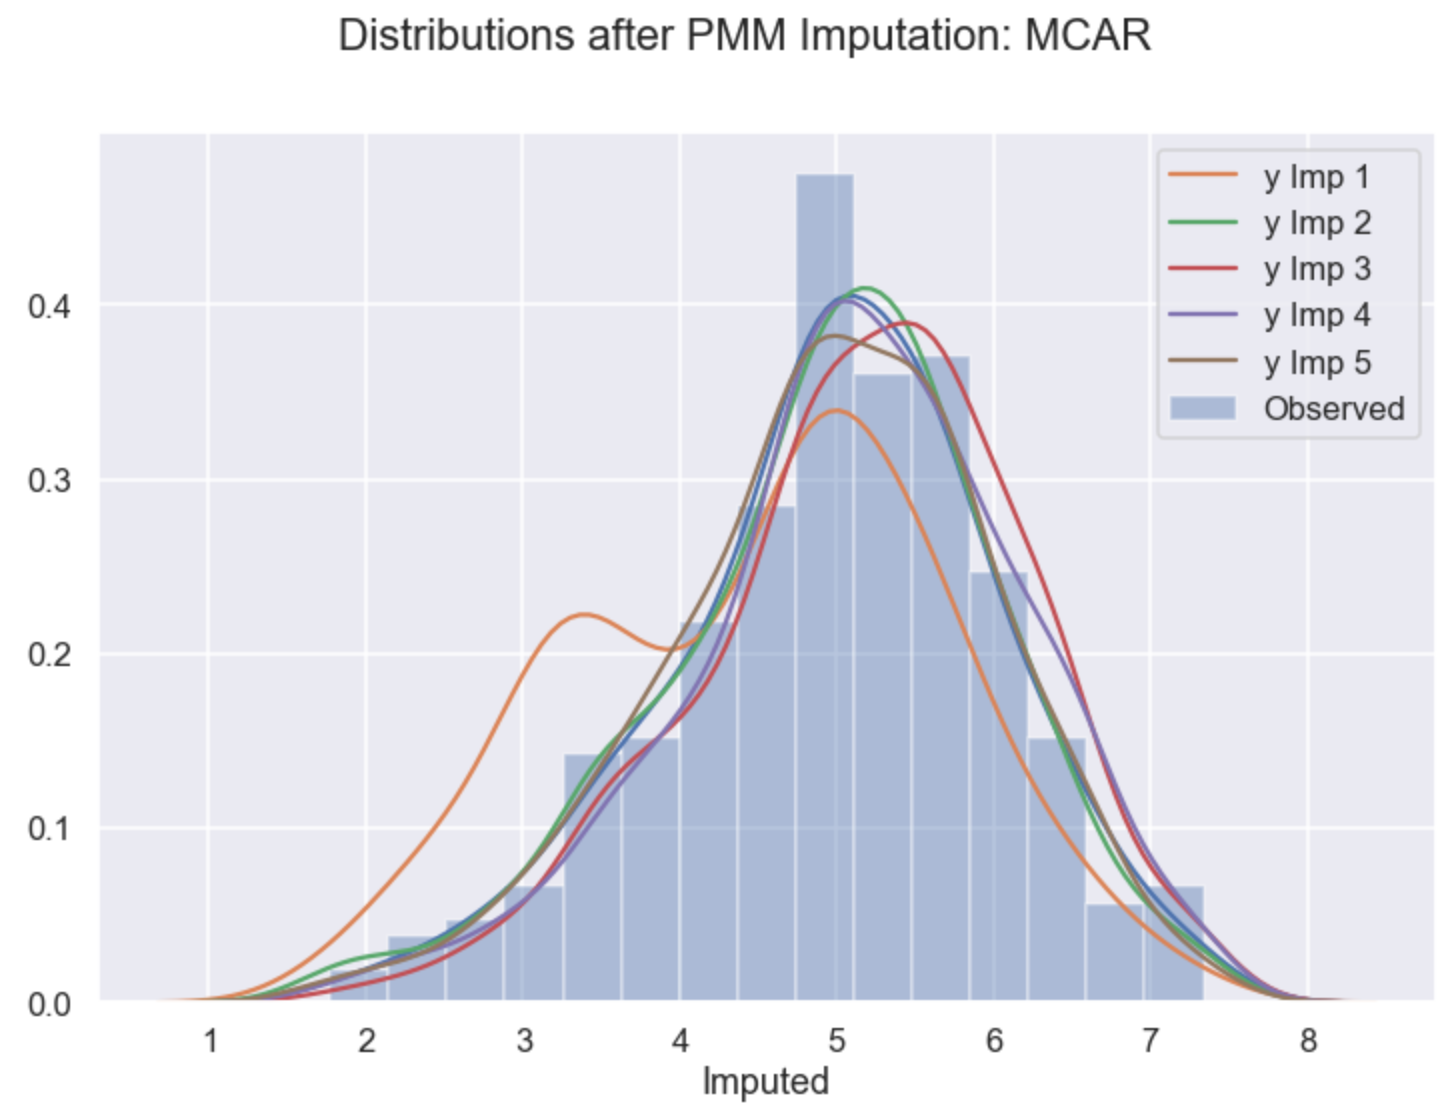 Distributions after PMM Imputation: MCAR
y Imp 1
y Imp 2
y Imp 3
y Imp 4
y Imp 5
Observed
0.4
0.3
0.2
0.1
0.0
1 2 3 4 5 6 7 8
Imputed